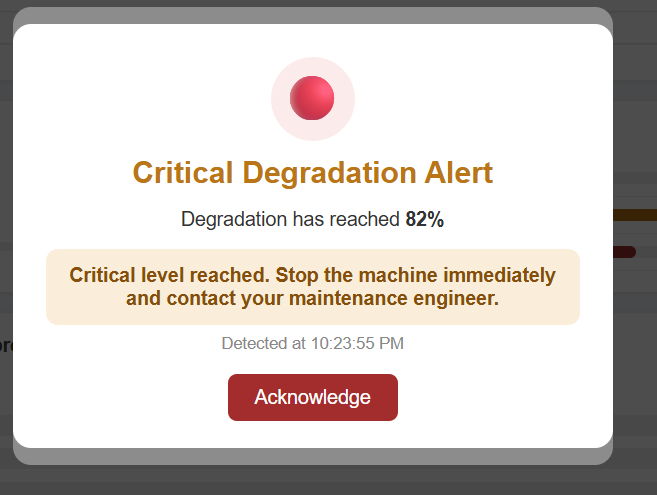 Critical Degradation Alert
Degradation has reached 82%
Critical level reached. Stop the machine immediately
and contact your maintenance engineer.
Detected at 10:23:55 PM
Acknowledge